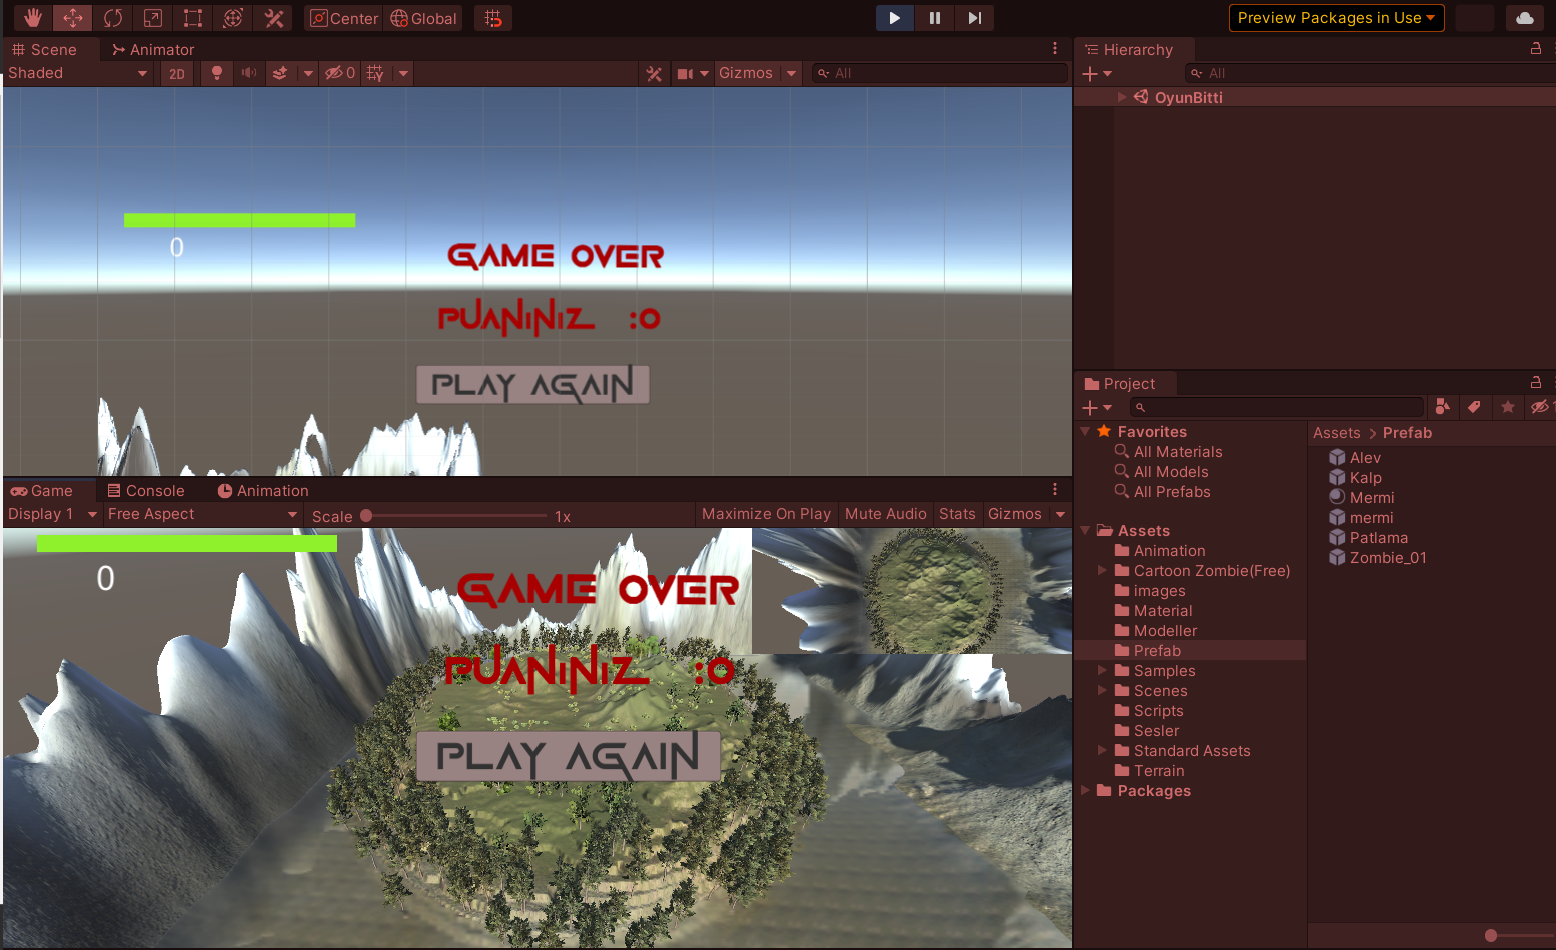 Center Global
Preview Packages in Use
Scene Animator
Shaded 2D 0 Gizmos All
0
GAME OVER
PUANINIZ :0
PLAY AGAIN
Game Console Animation
Display 1 Free Aspect Scale 1x Maximize On Play Mute Audio Stats Gizmos
0
GAME OVER
PUANINIZ :0
PLAY AGAIN
Hierarchy
All
OyunBitti
Project
Favorites
All Materials
All Models
All Prefabs
Assets
Animation
Cartoon Zombie(Free)
images
Material
Modeller
Prefab
Samples
Scenes
Scripts
Sesler
Standard Assets
Terrain
Packages
Assets > Prefab
Alev
Kalp
Mermi
mermi
Patlama
Zombie_01